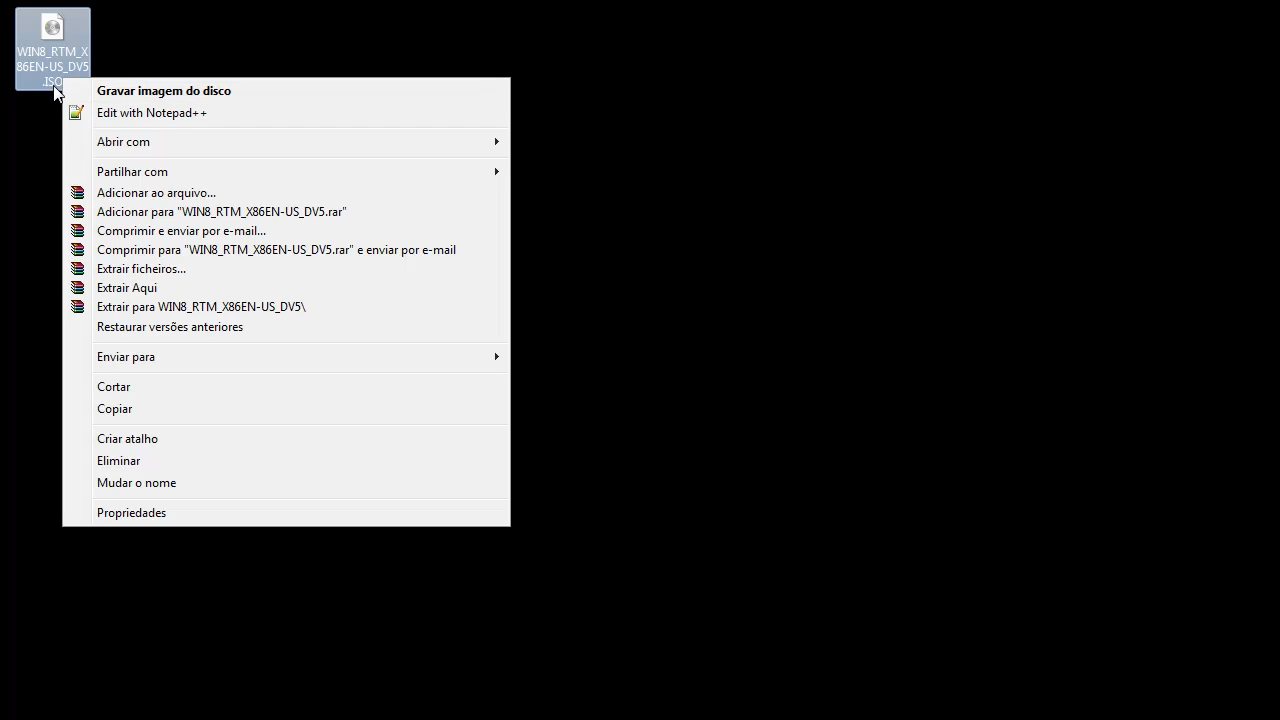 WIN8_RTM_X
86EN-US_DV5
.ISO
Gravar imagem do disco
Edit with Notepad++
Abrir com
Partilhar com
Adicionar ao arquivo...
Adicionar para "WIN8_RTM_X86EN-US_DV5.rar"
Comprimir e enviar por e-mail...
Comprimir para "WIN8_RTM_X86EN-US_DV5.rar" e enviar por e-mail
Extrair ficheiros...
Extrair Aqui
Extrair para WIN8_RTM_X86EN-US_DV5\
Restaurar versões anteriores
Enviar para
Cortar
Copiar
Criar atalho
Eliminar
Mudar o nome
Propriedades